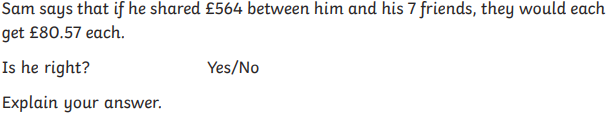 Sam says that if he shared £564 between him and his 7 friends, they would each
get £80.57 each.
Is he right? Yes/No
Explain your answer.